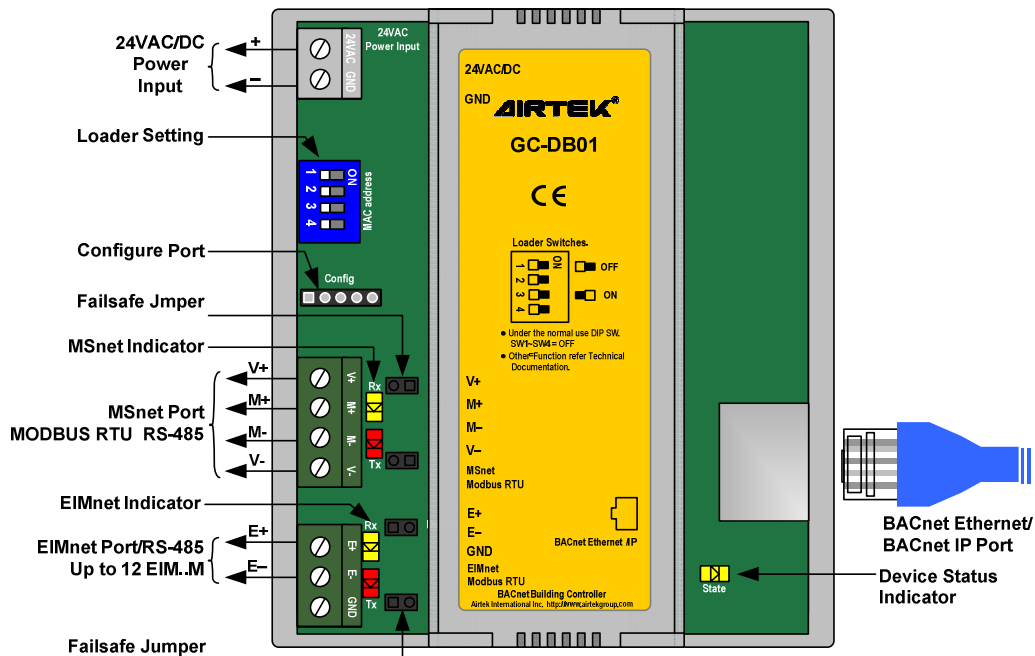 24VAC/DC
Power
Input
+
−
24VAC GND
24VAC
Power Input
Loader Setting
1
2
3
4
ON
MAC address
Configure Port
Config
Failsafe Jmper
MSnet Indicator
Rx
Tx
MSnet Port
MODBUS RTU RS-485
V+
M+
M-
V-
V+
M+
M-
V-
EIMnet Indicator
Rx
Tx
EIMnet Port/RS-485
Up to 12 EIM..M
E+
E−
E+
E-
GND
Failsafe Jumper
24VAC/DC
GND
AIRTEK®
GC-DB01
CE
Loader Switches.
1
2
3
4
ON
OFF
ON
● Under the normal use DIP SW.
SW1~SW4 = OFF
● Other=Function refer Technical
Documentation.
V+
M+
M−
V−
MSnet
Modbus RTU
E+
E−
GND
EIMnet
Modbus RTU
BACnet Ethernet /IP
BACnet Building Controller
Airtek International Inc, http://www.airtekgroup.com
BACnet Ethernet/
BACnet IP Port
State
Device Status
Indicator